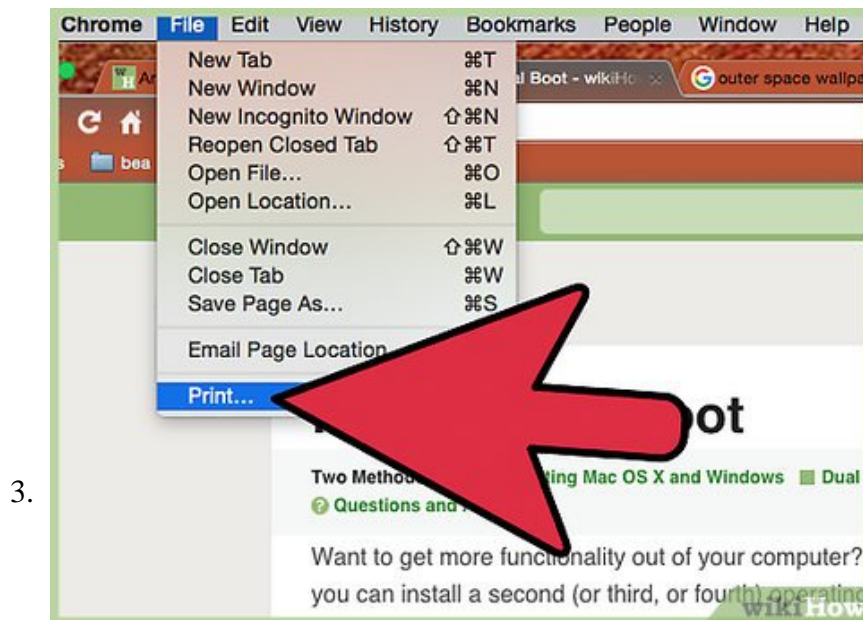 Chrome File Edit View History Bookmarks People Window Help
New Tab ⌘T
New Window ⌘N
New Incognito Window ⇧⌘N
Reopen Closed Tab ⇧⌘T
Open File... ⌘O
Open Location... ⌘L
Close Window ⇧⌘W
Close Tab ⌘W
Save Page As... ⌘S
Email Page Location
Print...
Boot - wikiHo
outer space wallpa
bea
ot
3.
Two Method ting Mac OS X and Windows Dual
Questions and
Want to get more functionality out of your computer?
you can install a second (or third, or fourth) operating
wikiHow